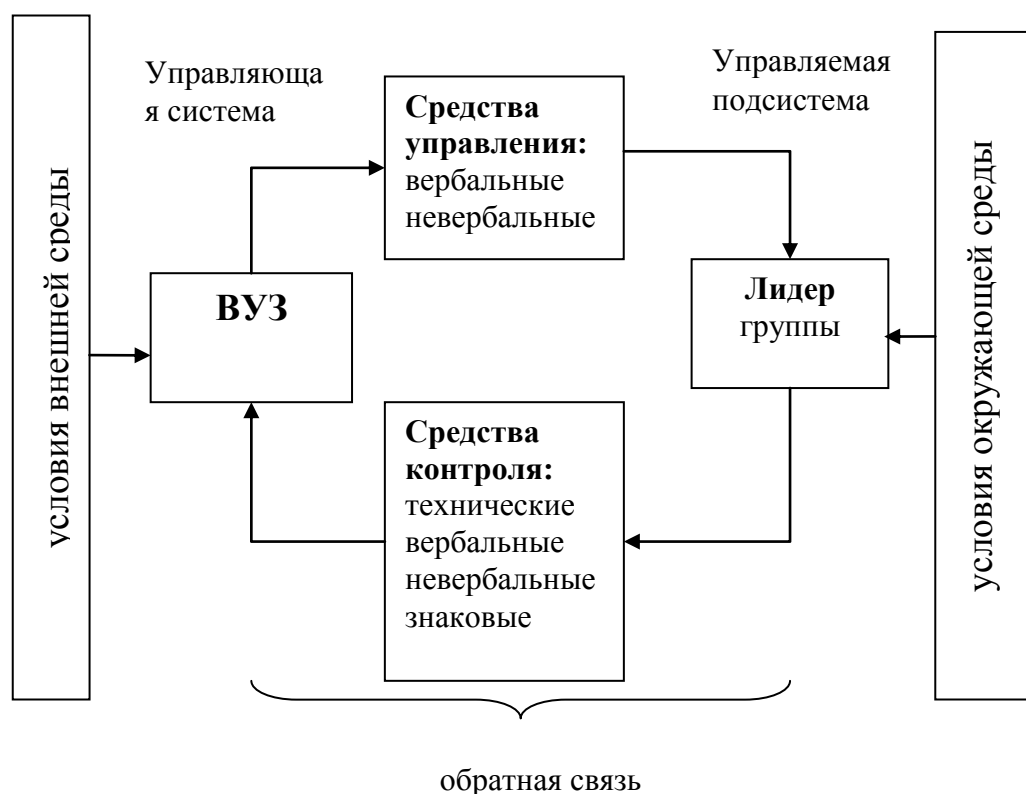 Управляюща
я система
Управляемая
подсистема
Средства
управления:
вербальные
невербальные
условия внешней среды
ВУЗ
Лидер
группы
условия окружающей среды
Средства
контроля:
технические
вербальные
невербальные
знаковые
обратная связь